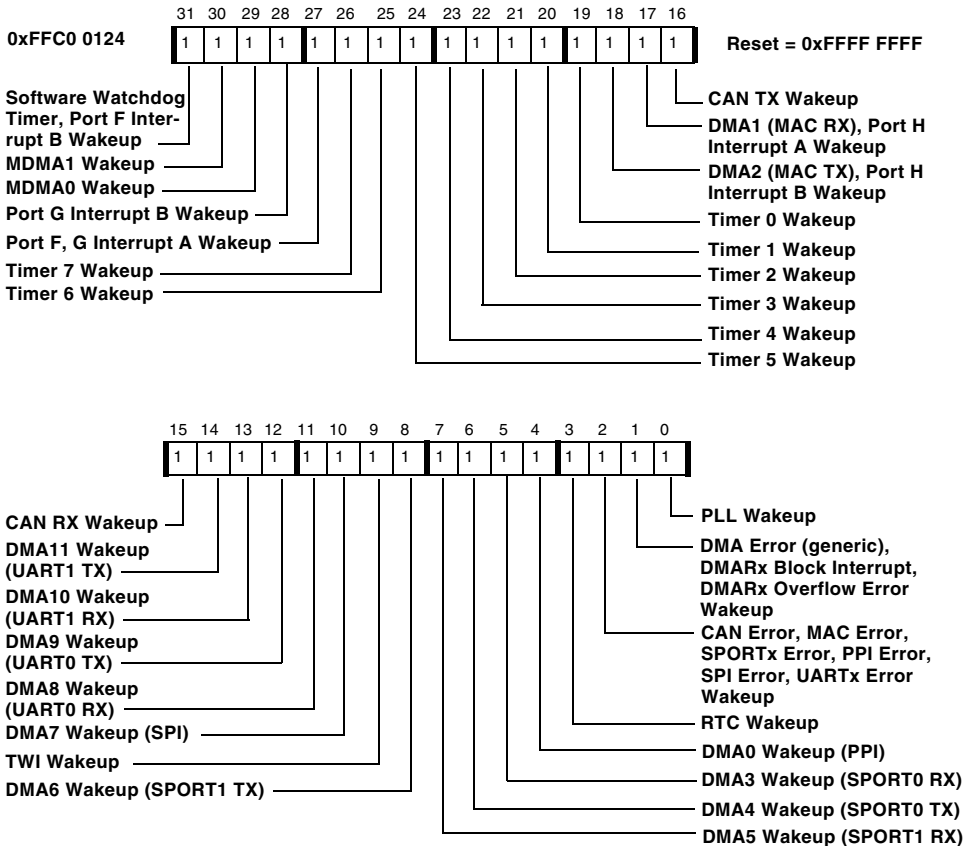 31 30 29 28 27 26 25 24 23 22 21 20 19 18 17 16
0xFFC0 0124
1 1 1 1 1 1 1 1 1 1 1 1 1 1 1 1
Reset = 0xFFFF FFFF
Software Watchdog
Timer, Port F Inter-
rupt B Wakeup
MDMA1 Wakeup
MDMA0 Wakeup
Port G Interrupt B Wakeup
Port F, G Interrupt A Wakeup
Timer 7 Wakeup
Timer 6 Wakeup
CAN TX Wakeup
DMA1 (MAC RX), Port H
Interrupt A Wakeup
DMA2 (MAC TX), Port H
Interrupt B Wakeup
Timer 0 Wakeup
Timer 1 Wakeup
Timer 2 Wakeup
Timer 3 Wakeup
Timer 4 Wakeup
Timer 5 Wakeup
15 14 13 12 11 10 9 8 7 6 5 4 3 2 1 0
1 1 1 1 1 1 1 1 1 1 1 1 1 1 1 1
CAN RX Wakeup
DMA11 Wakeup
(UART1 TX)
DMA10 Wakeup
(UART1 RX)
DMA9 Wakeup
(UART0 TX)
DMA8 Wakeup
(UART0 RX)
DMA7 Wakeup (SPI)
TWI Wakeup
DMA6 Wakeup (SPORT1 TX)
PLL Wakeup
DMA Error (generic),
DMARx Block Interrupt,
DMARx Overflow Error
Wakeup
CAN Error, MAC Error,
SPORTx Error, PPI Error,
SPI Error, UARTx Error
Wakeup
RTC Wakeup
DMA0 Wakeup (PPI)
DMA3 Wakeup (SPORT0 RX)
DMA4 Wakeup (SPORT0 TX)
DMA5 Wakeup (SPORT1 RX)